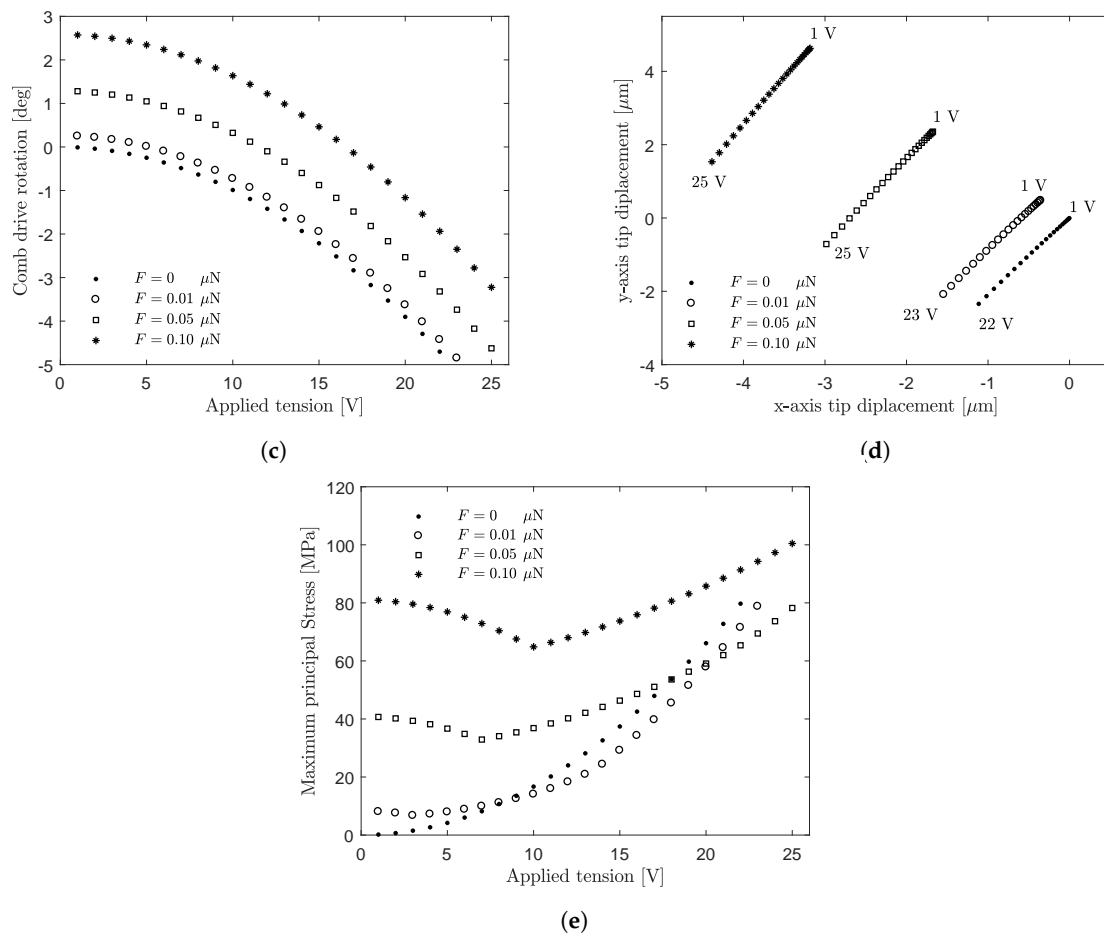 3
2
1
0
-1
-2
-3
-4
-5
Comb drive rotation [deg]
F = 0 μN
F = 0.01 μN
F = 0.05 μN
F = 0.10 μN
0 5 10 15 20 25
Applied tension [V]
(c)
4
2
0
-2
-4
y-axis tip diplacement [μm]
1 V
25 V
1 V
25 V
1 V
23 V
1 V
22 V
F = 0 μN
F = 0.01 μN
F = 0.05 μN
F = 0.10 μN
-5 -4 -3 -2 -1 0
x-axis tip diplacement [μm]
(d)
120
100
80
60
40
20
0
Maximum principal Stress [MPa]
F = 0 μN
F = 0.01 μN
F = 0.05 μN
F = 0.10 μN
0 5 10 15 20 25
Applied tension [V]
(e)